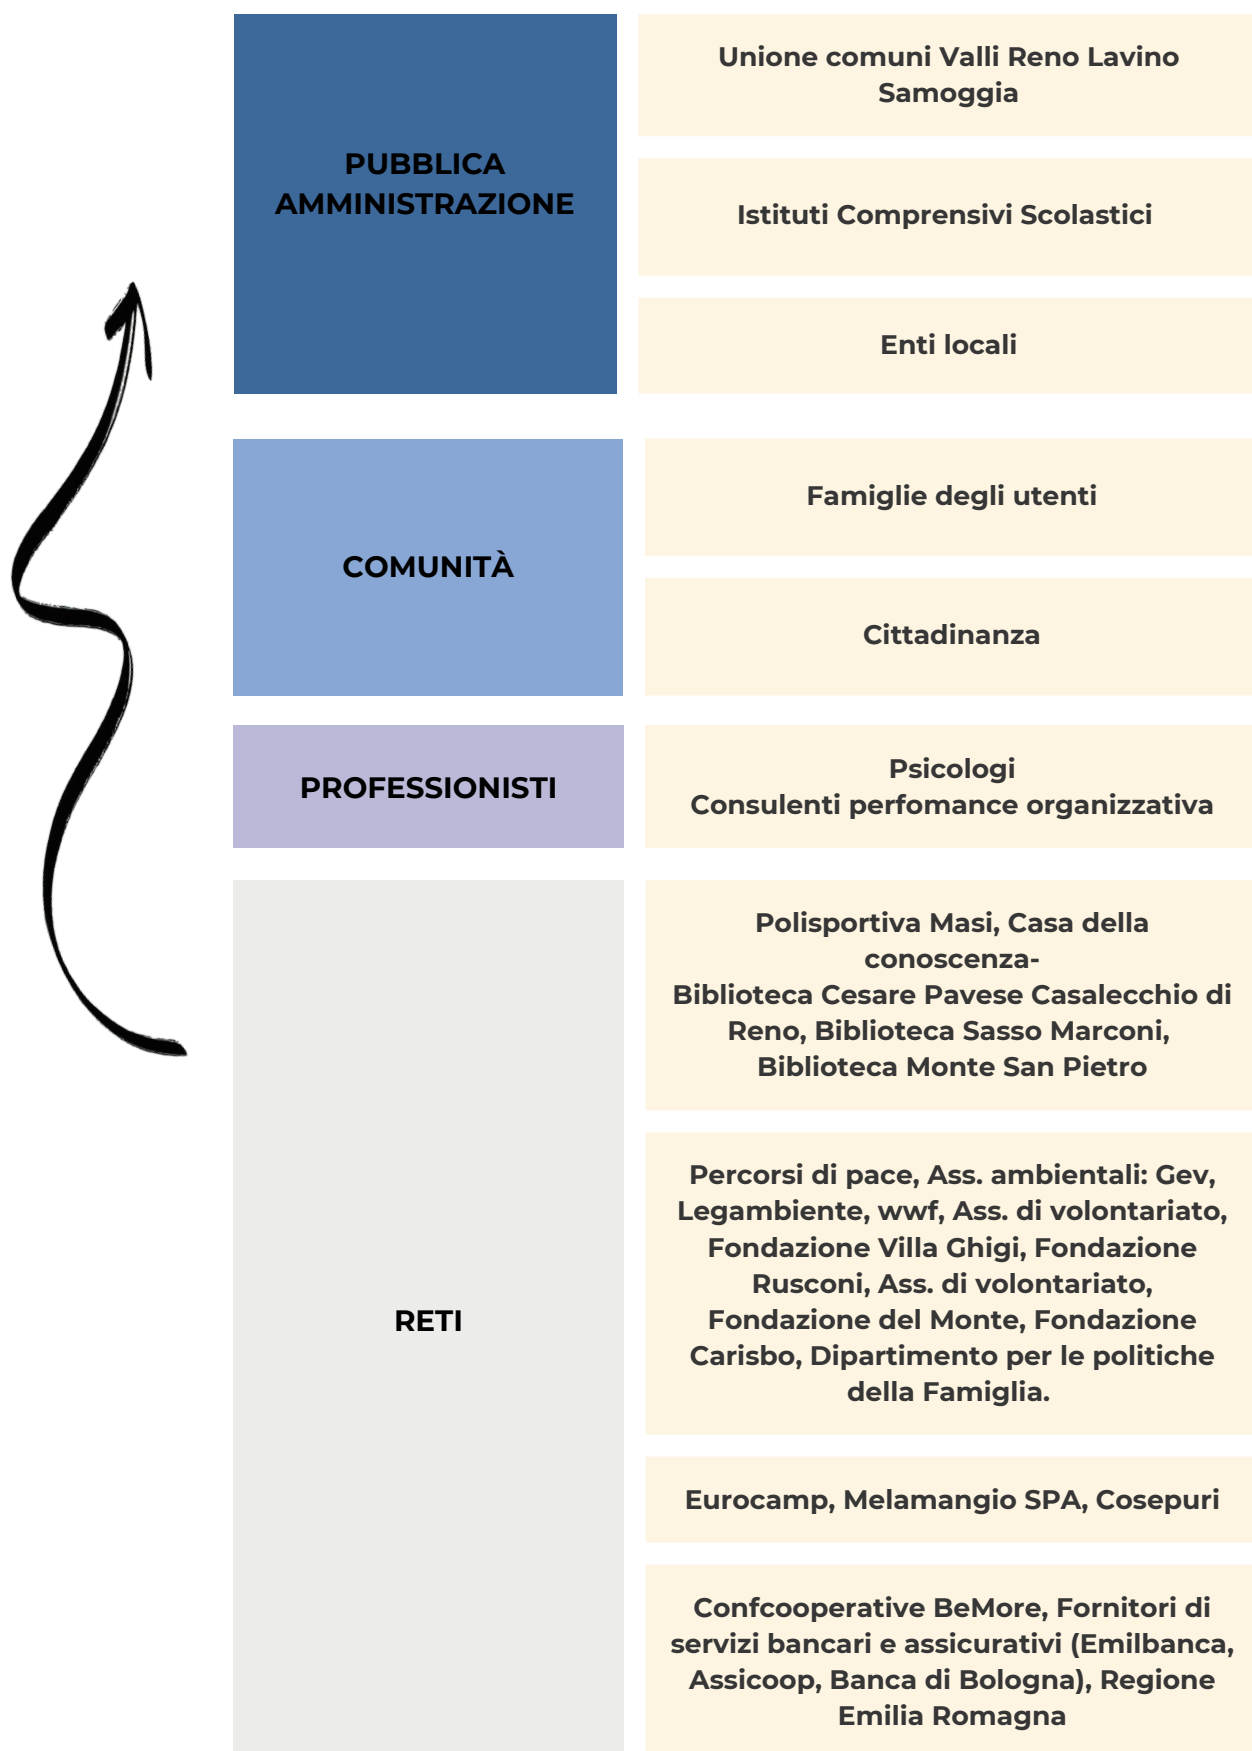 PUBBLICA
AMMINISTRAZIONE
Unione comuni Valli Reno Lavino
Samoggia
Istituti Comprensivi Scolastici
Enti locali
COMUNITÀ
Famiglie degli utenti
Cittadinanza
PROFESSIONISTI
Psicologi
Consulenti perfomance organizzativa
RETI
Polisportiva Masi, Casa della
conoscenza-
Biblioteca Cesare Pavese Casalecchio di
Reno, Biblioteca Sasso Marconi,
Biblioteca Monte San Pietro
Percorsi di pace, Ass. ambientali: Gev,
Legambiente, wwf, Ass. di volontariato,
Fondazione Villa Ghigi, Fondazione
Rusconi, Ass. di volontariato,
Fondazione del Monte, Fondazione
Carisbo, Dipartimento per le politiche
della Famiglia.
Eurocamp, Melamangio SPA, Cosepuri
Confcooperative BeMore, Fornitori di
servizi bancari e assicurativi (Emilbanca,
Assicoop, Banca di Bologna), Regione
Emilia Romagna